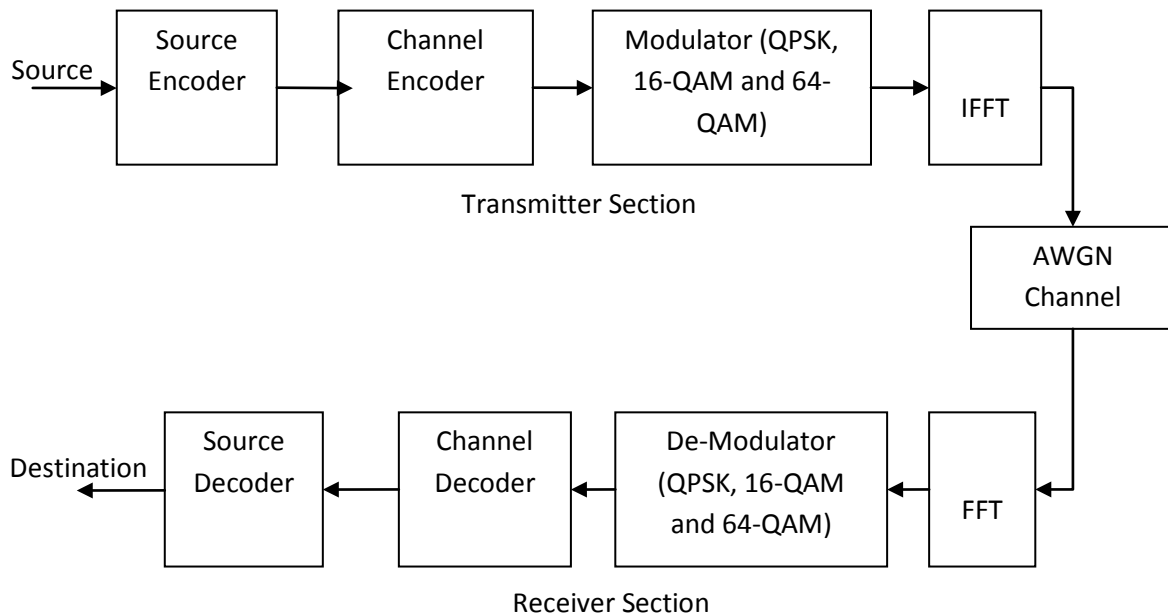 Source
Source
Encoder
Channel
Encoder
Modulator (QPSK,
16-QAM and 64-
QAM)
IFFT
Transmitter Section
AWGN
Channel
Destination
Source
Decoder
Channel
Decoder
De-Modulator
(QPSK, 16-QAM
and 64-QAM)
FFT
Receiver Section